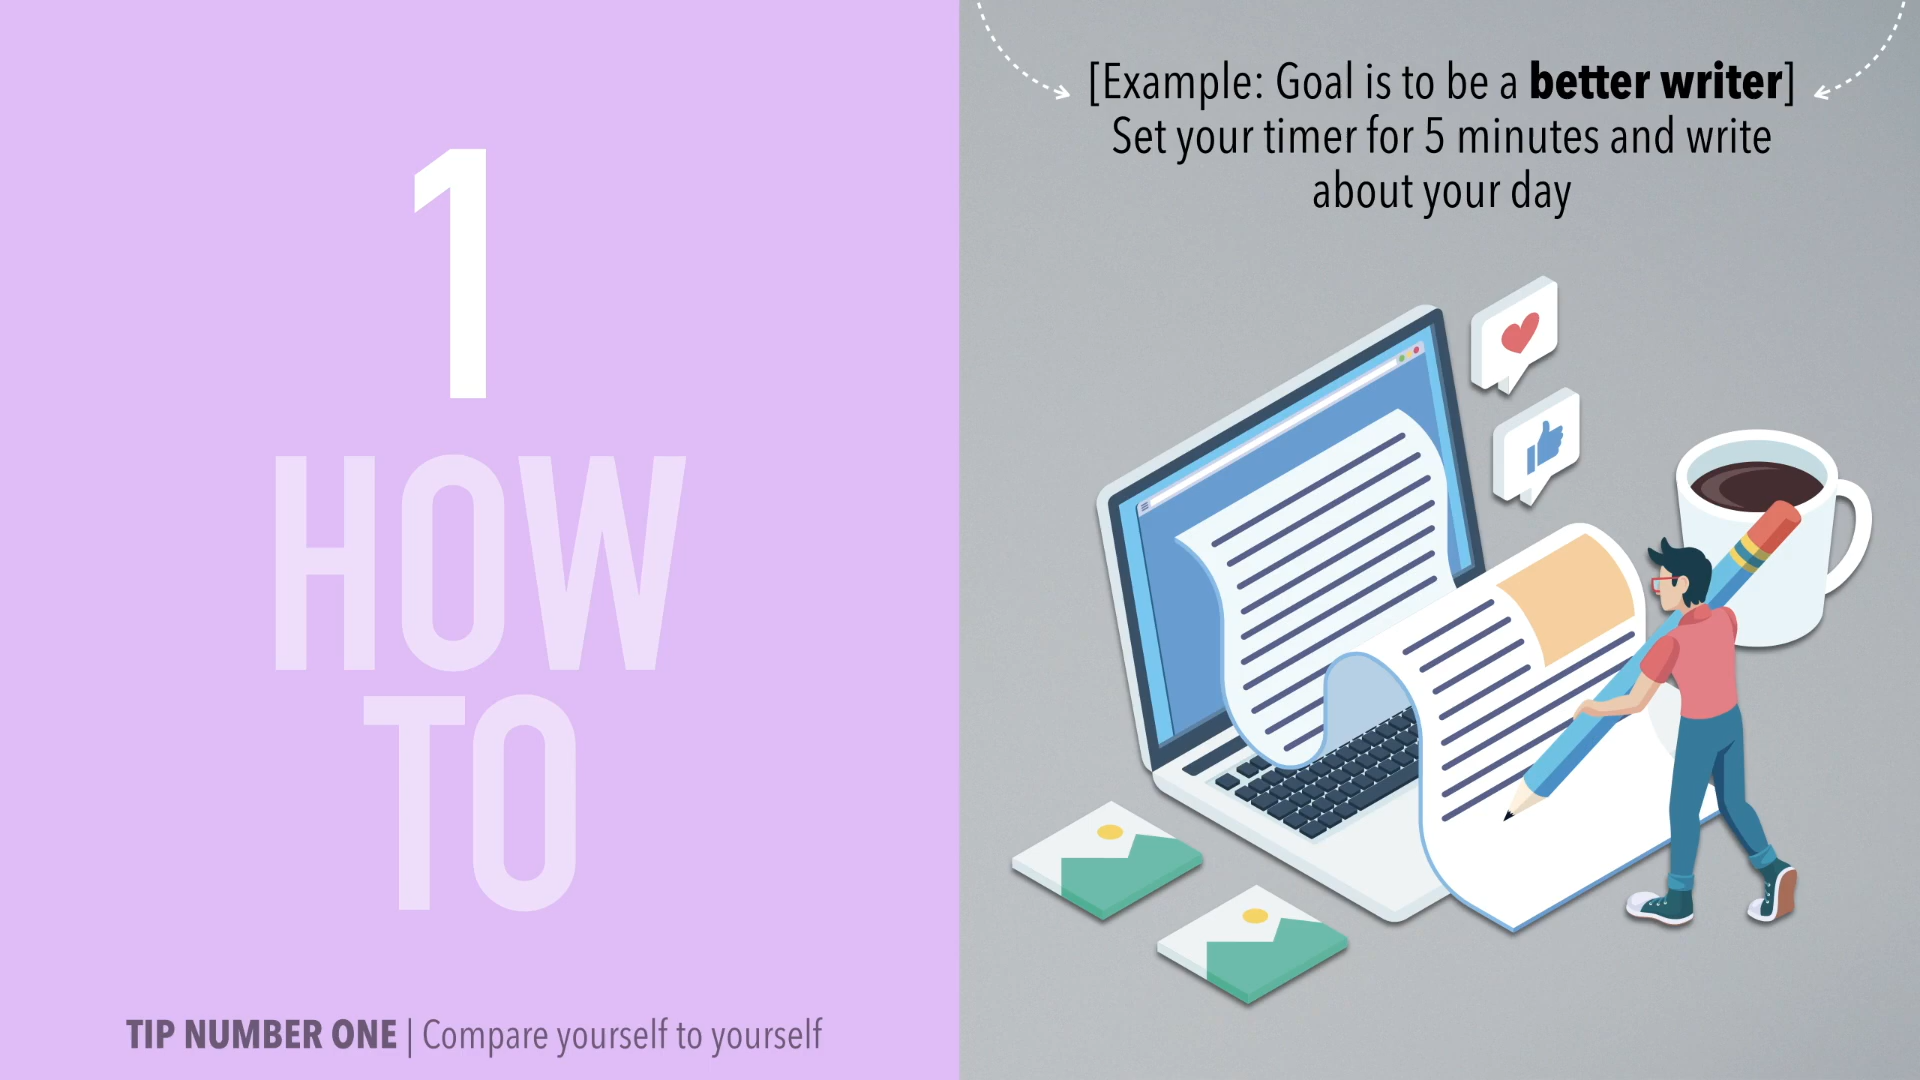 1
HOW
TO
TIP NUMBER ONE | Compare yourself to yourself
[Example: Goal is to be a better writer]
Set your timer for 5 minutes and write
about your day